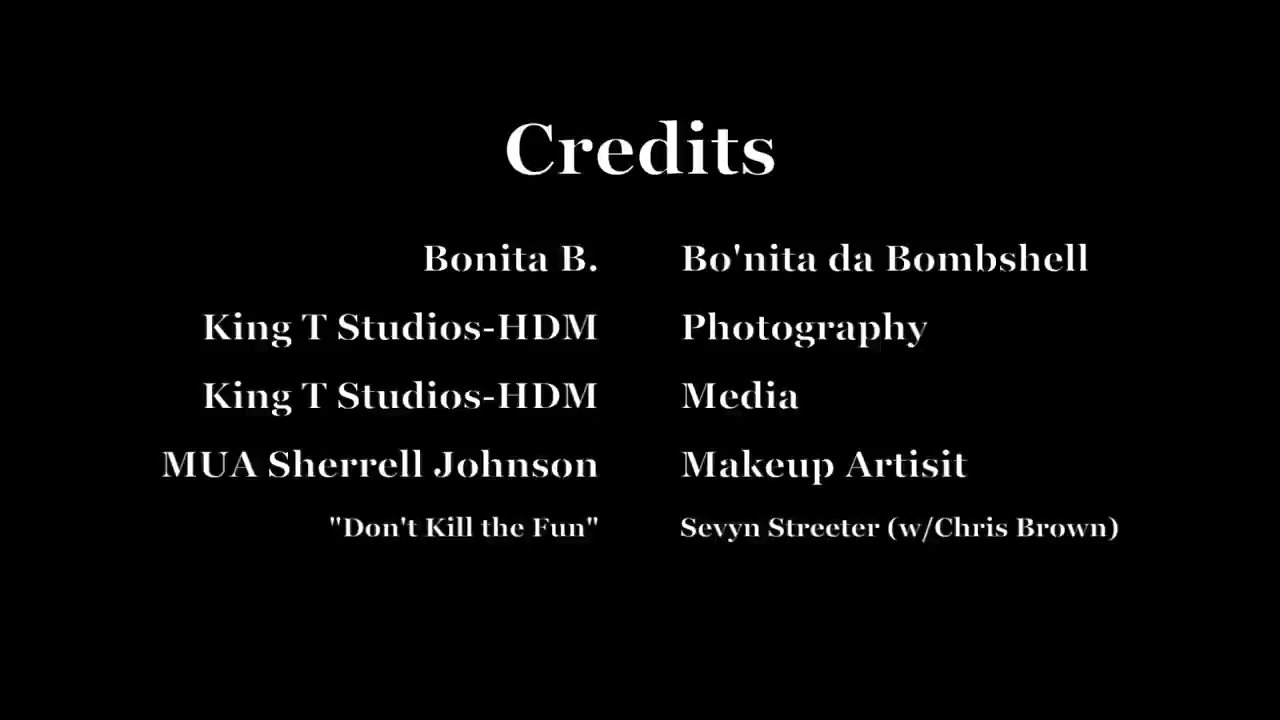 Credits
Bonita B. Bo'nita da Bombshell
King T Studios-HDM Photography
King T Studios-HDM Media
MUA Sherrell Johnson Makeup Artisit
"Don't Kill the Fun" Sevyn Streeter (w/Chris Brown)